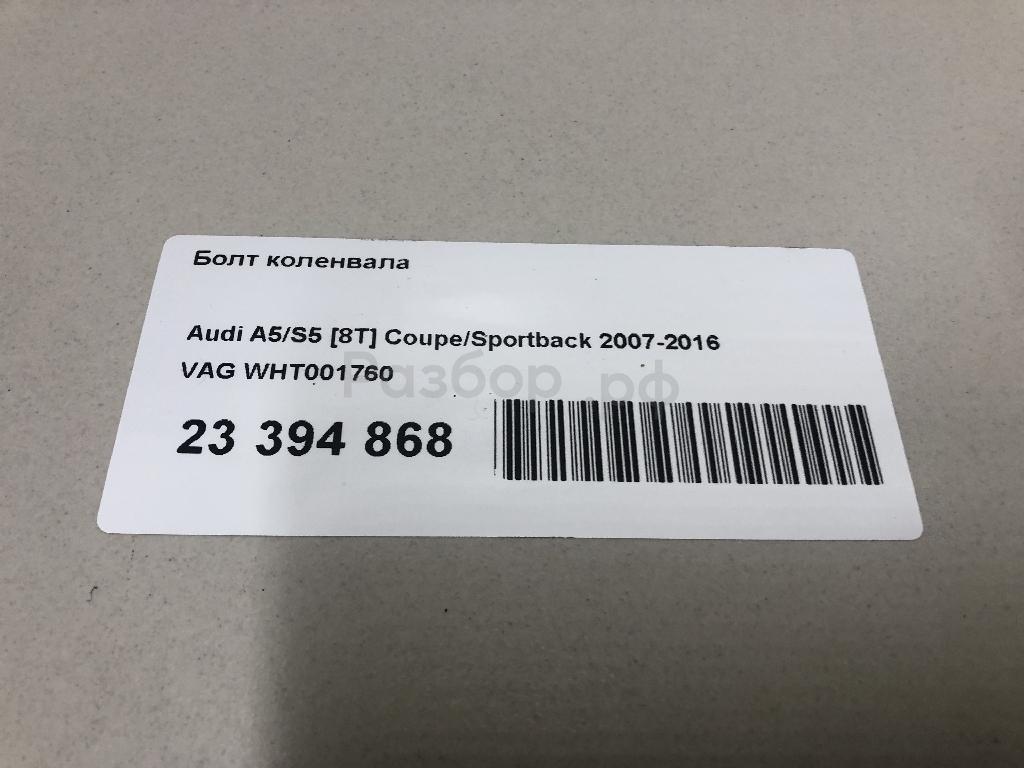 Болт коленвала
Audi A5/S5 [8T] Coupe/Sportback 2007-2016
VAG WHT001760
Разбор.рф
23 394 868